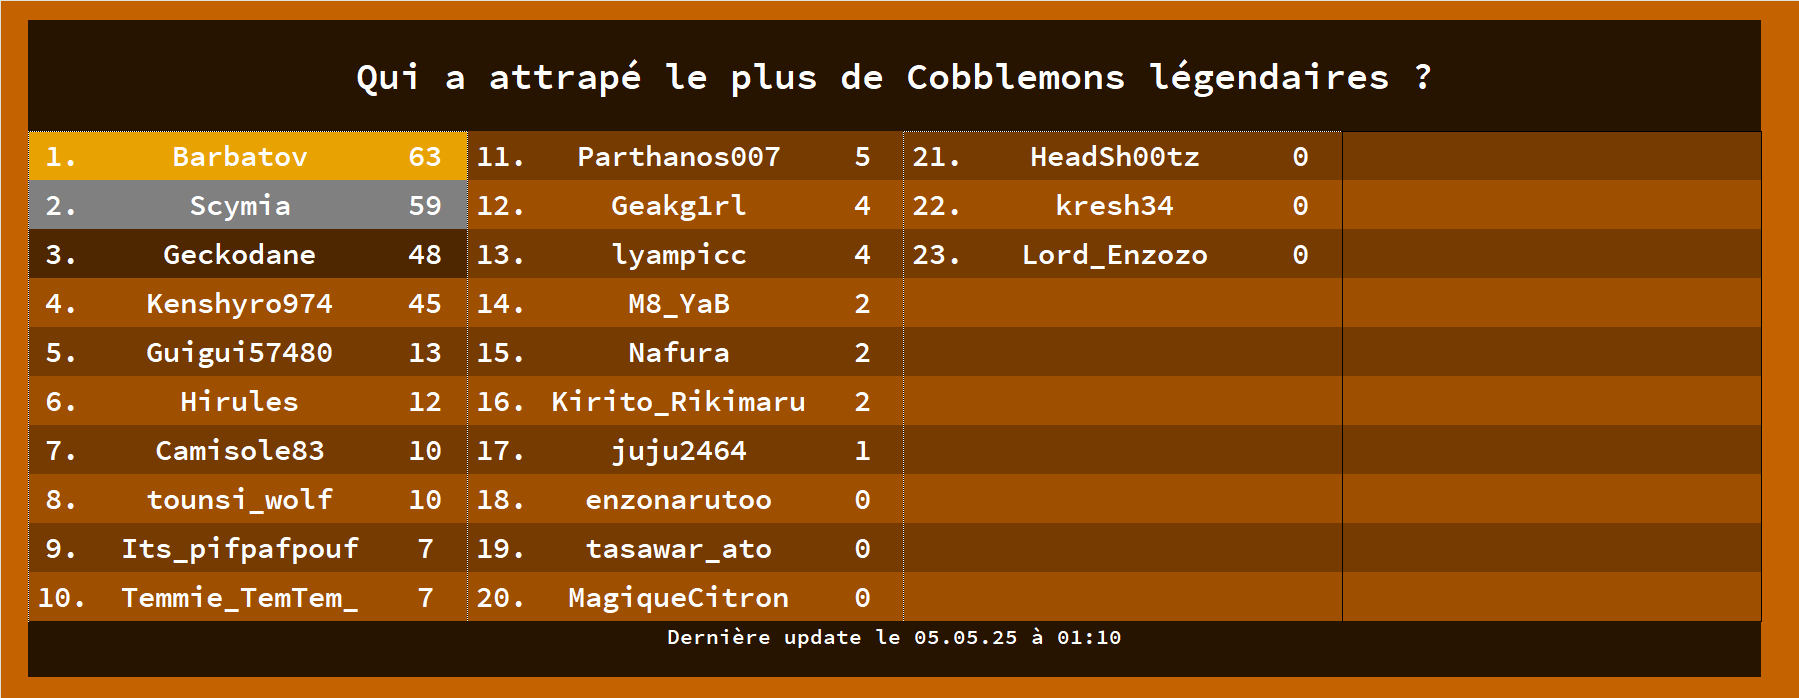 Qui a attrapé le plus de Cobblemons légendaires ?
1. Barbatov 63
2. Scymia 59
3. Geckodane 48
4. Kenshyro974 45
5. Guigui57480 13
6. Hirules 12
7. Camisole83 10
8. tounsi_wolf 10
9. Its_pifpafpouf 7
10. Temmie_TemTem_ 7
11. Parthanos007 5
12. Geakg1rl 4
13. lyampicc 4
14. M8_YaB 2
15. Nafura 2
16. Kirito_Rikimaru 2
17. juju2464 1
18. enzonarutoo 0
19. tasawar_ato 0
20. MagiqueCitron 0
21. HeadSh00tz 0
22. kresh34 0
23. Lord_Enzozo 0
Dernière update le 05.05.25 à 01:10